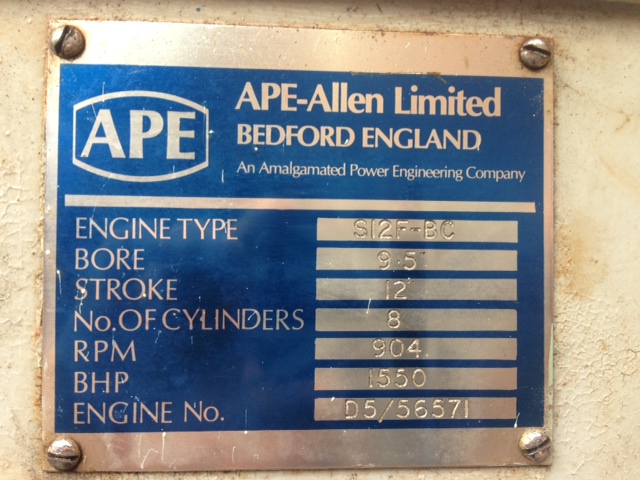 APE
APE-Allen Limited
BEDFORD ENGLAND
An Amalgamated Power Engineering Company
ENGINE TYPE S12F-BC
BORE 9.5"
STROKE 12"
No. OF CYLINDERS 8
RPM 904.
BHP 1550
ENGINE No. D5/56571